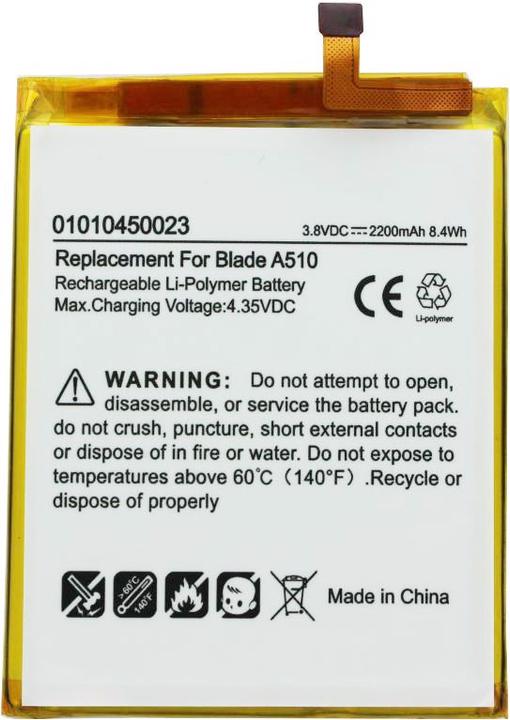 01010450023
3.8VDC⎓2200mAh 8.4Wh
Replacement For Blade A510
Rechargeable Li-Polymer Battery
Max.Charging Voltage:4.35VDC
CE
Li-polymer
WARNING: Do not attempt to open,
disassemble, or service the battery pack.
do not crush, puncture, short external contacts
or dispose of in fire or water. Do not expose to
temperatures above 60℃（140°F）.Recycle or
dispose of properly
>60℃
140°F
Made in China